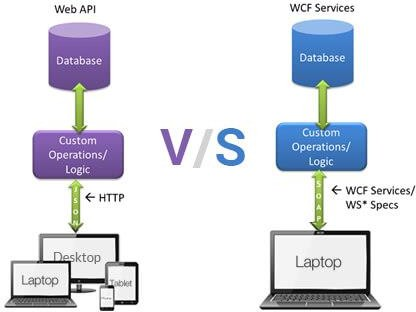 Web API
WCF Services
Database
Database
V/S
Custom
Operations/
Logic
Custom
Operations/
Logic
JSON
← HTTP
SOAP
← WCF Services/
WS* Specs
Desktop
Laptop
Tablet
Laptop